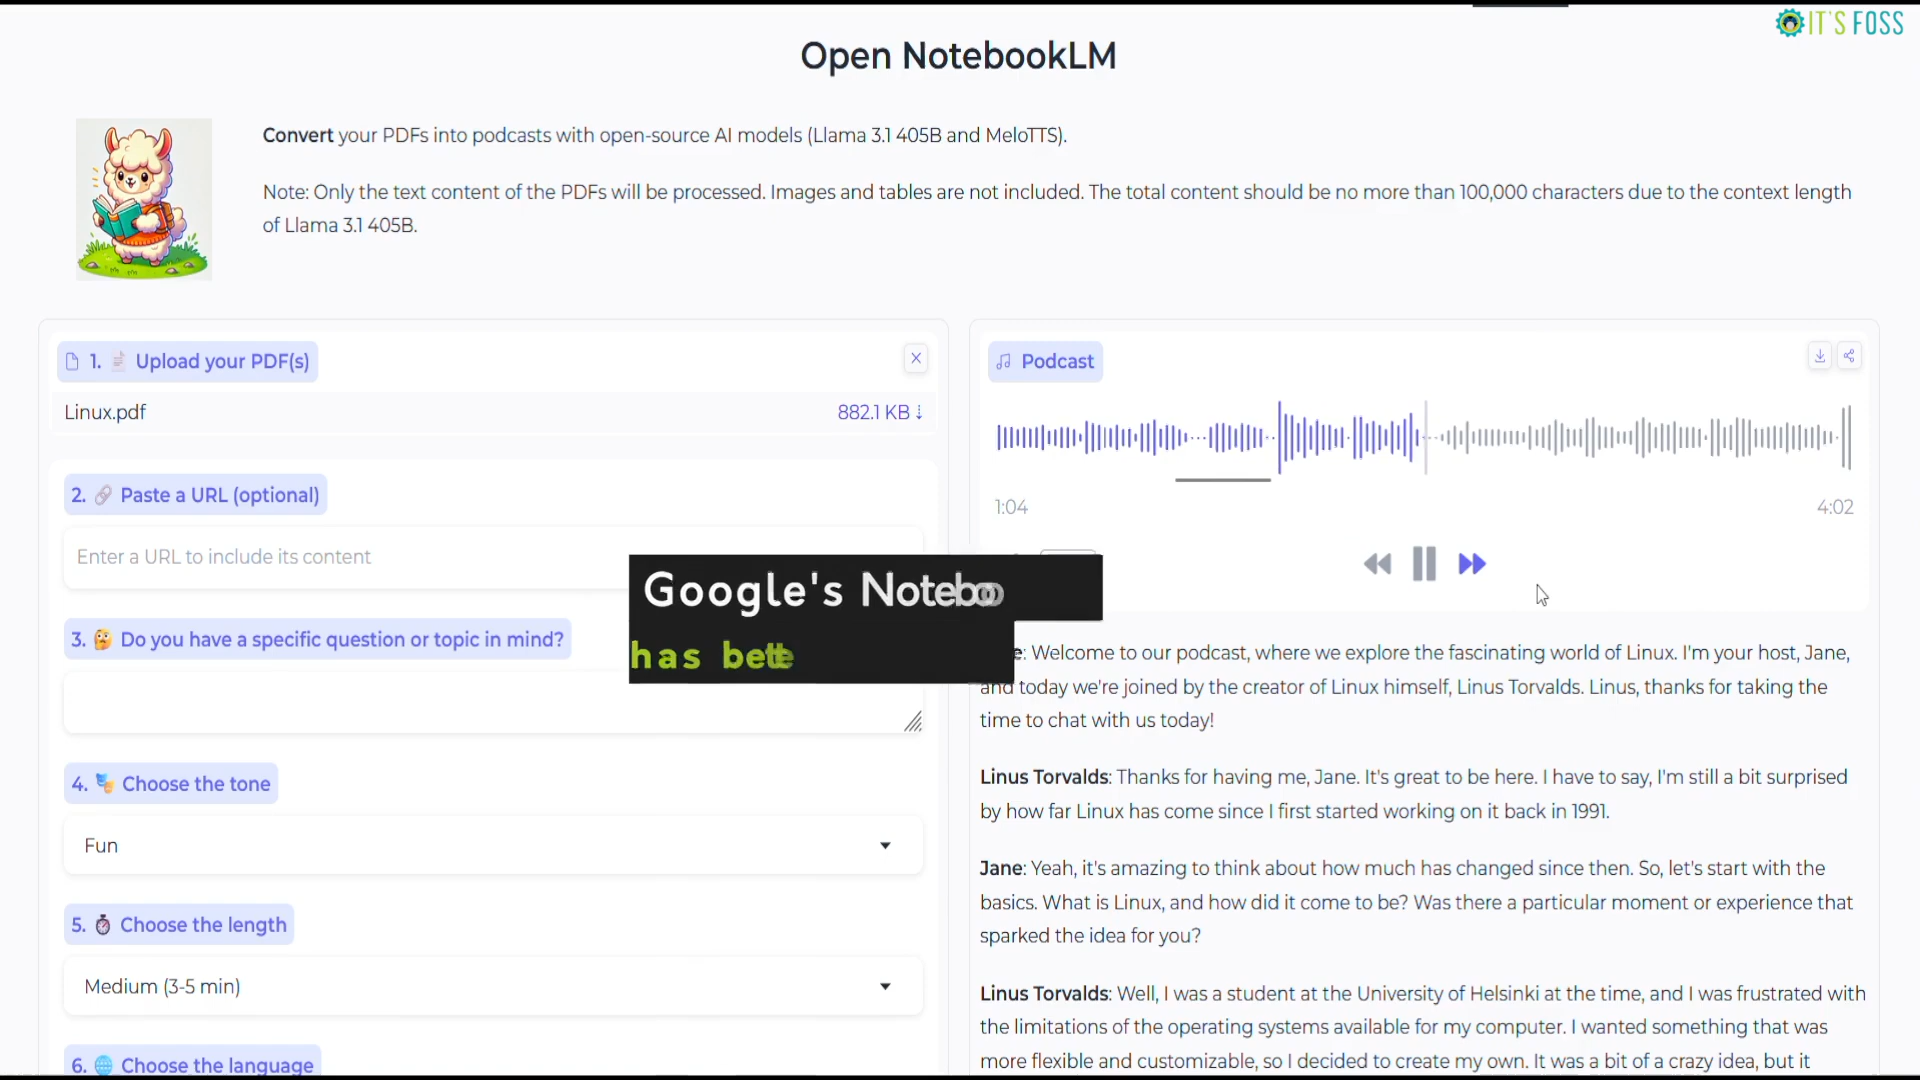 IT'S FOSS
Open NotebookLM
Convert your PDFs into podcasts with open-source AI models (Llama 3.1 405B and MeloTTS).
Note: Only the text content of the PDFs will be processed. Images and tables are not included. The total content should be no more than 100,000 characters due to the context length
of Llama 3.1 405B.
1. Upload your PDF(s)
Linux.pdf 882.1 KB ↓
2. Paste a URL (optional)
Enter a URL to include its content
3. Do you have a specific question or topic in mind?
4. Choose the tone
Fun
5. Choose the length
Medium (3-5 min)
6. Choose the language
Google's Notebo
has bette
Podcast
1:04 4:02
e: Welcome to our podcast, where we explore the fascinating world of Linux. I'm your host, Jane,
and today we're joined by the creator of Linux himself, Linus Torvalds. Linus, thanks for taking the
time to chat with us today!
Linus Torvalds: Thanks for having me, Jane. It's great to be here. I have to say, I'm still a bit surprised
by how far Linux has come since I first started working on it back in 1991.
Jane: Yeah, it's amazing to think about how much has changed since then. So, let's start with the
basics. What is Linux, and how did it come to be? Was there a particular moment or experience that
sparked the idea for you?
Linus Torvalds: Well, I was a student at the University of Helsinki at the time, and I was frustrated with
the limitations of the operating systems available for my computer. I wanted something that was
more flexible and customizable, so I decided to create my own. It was a bit of a crazy idea, but it